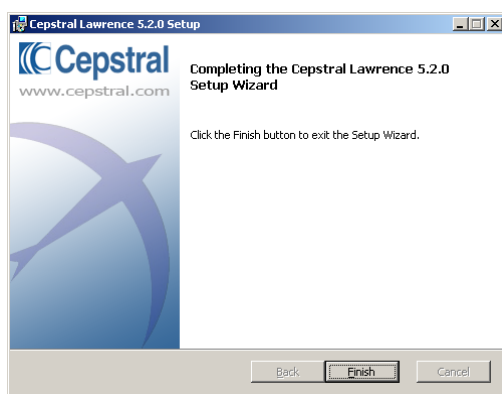 Cepstral Lawrence 5.2.0 Setup
Cepstral
www.cepstral.com
Completing the Cepstral Lawrence 5.2.0
Setup Wizard
Click the Finish button to exit the Setup Wizard.
Back
Finish
Cancel